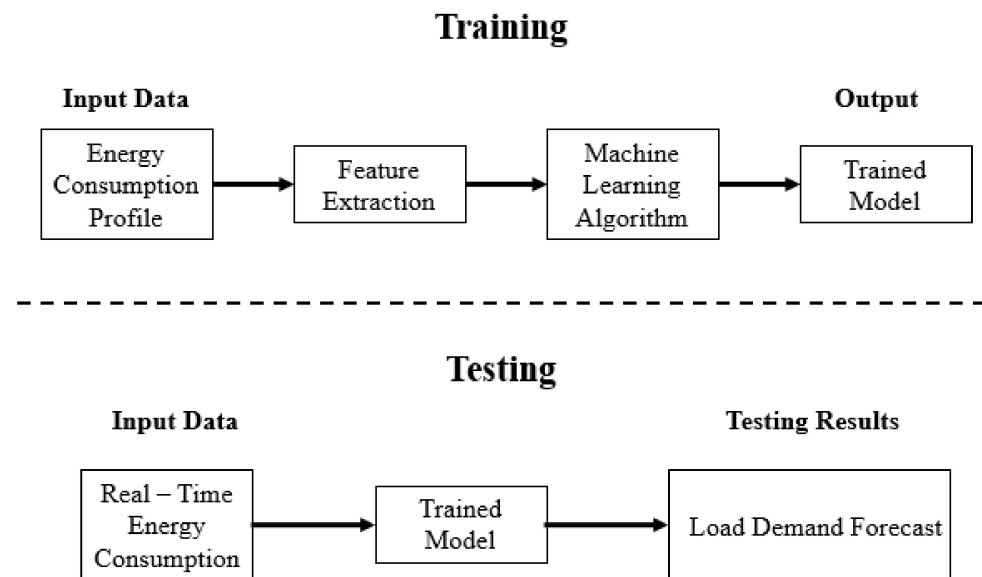 Training
Input Data
Output
Energy
Consumption
Profile
Feature
Extraction
Machine
Learning
Algorithm
Trained
Model
Testing
Input Data
Testing Results
Real – Time
Energy
Consumption
Trained
Model
Load Demand Forecast